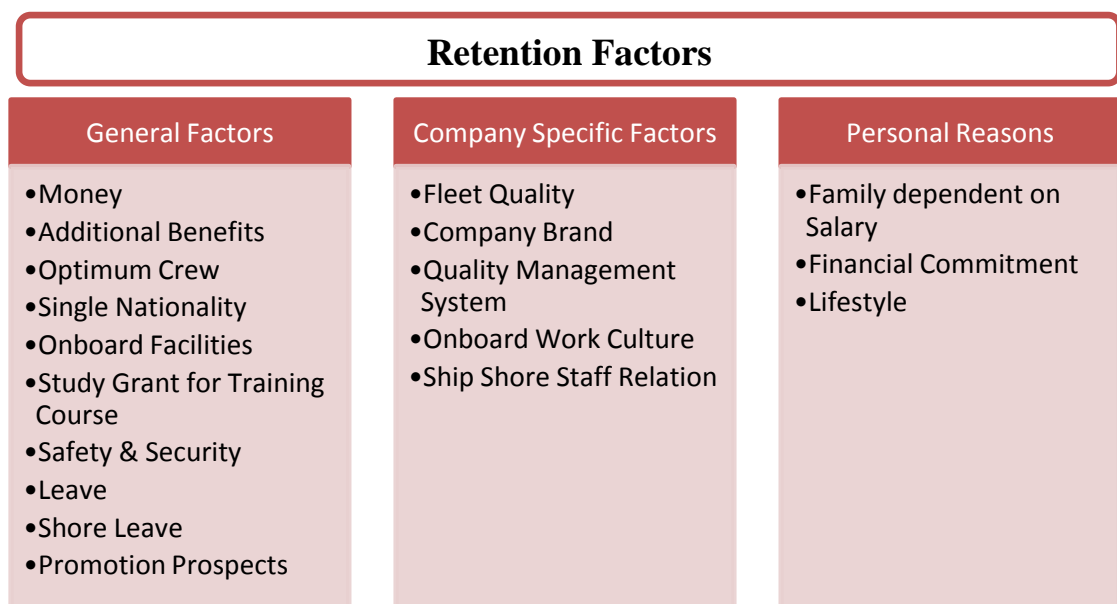 Retention Factors
General Factors
•Money
•Additional Benefits
•Optimum Crew
•Single Nationality
•Onboard Facilities
•Study Grant for Training
Course
•Safety & Security
•Leave
•Shore Leave
•Promotion Prospects
Company Specific Factors
•Fleet Quality
•Company Brand
•Quality Management
System
•Onboard Work Culture
•Ship Shore Staff Relation
Personal Reasons
•Family dependent on
Salary
•Financial Commitment
•Lifestyle